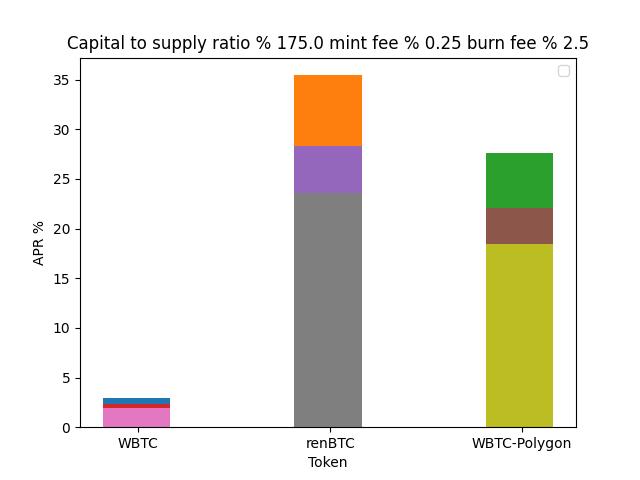 Capital to supply ratio % 175.0 mint fee % 0.25 burn fee % 2.5
35
30
25
20
15
10
5
0
APR %
WBTC renBTC WBTC-Polygon
Token